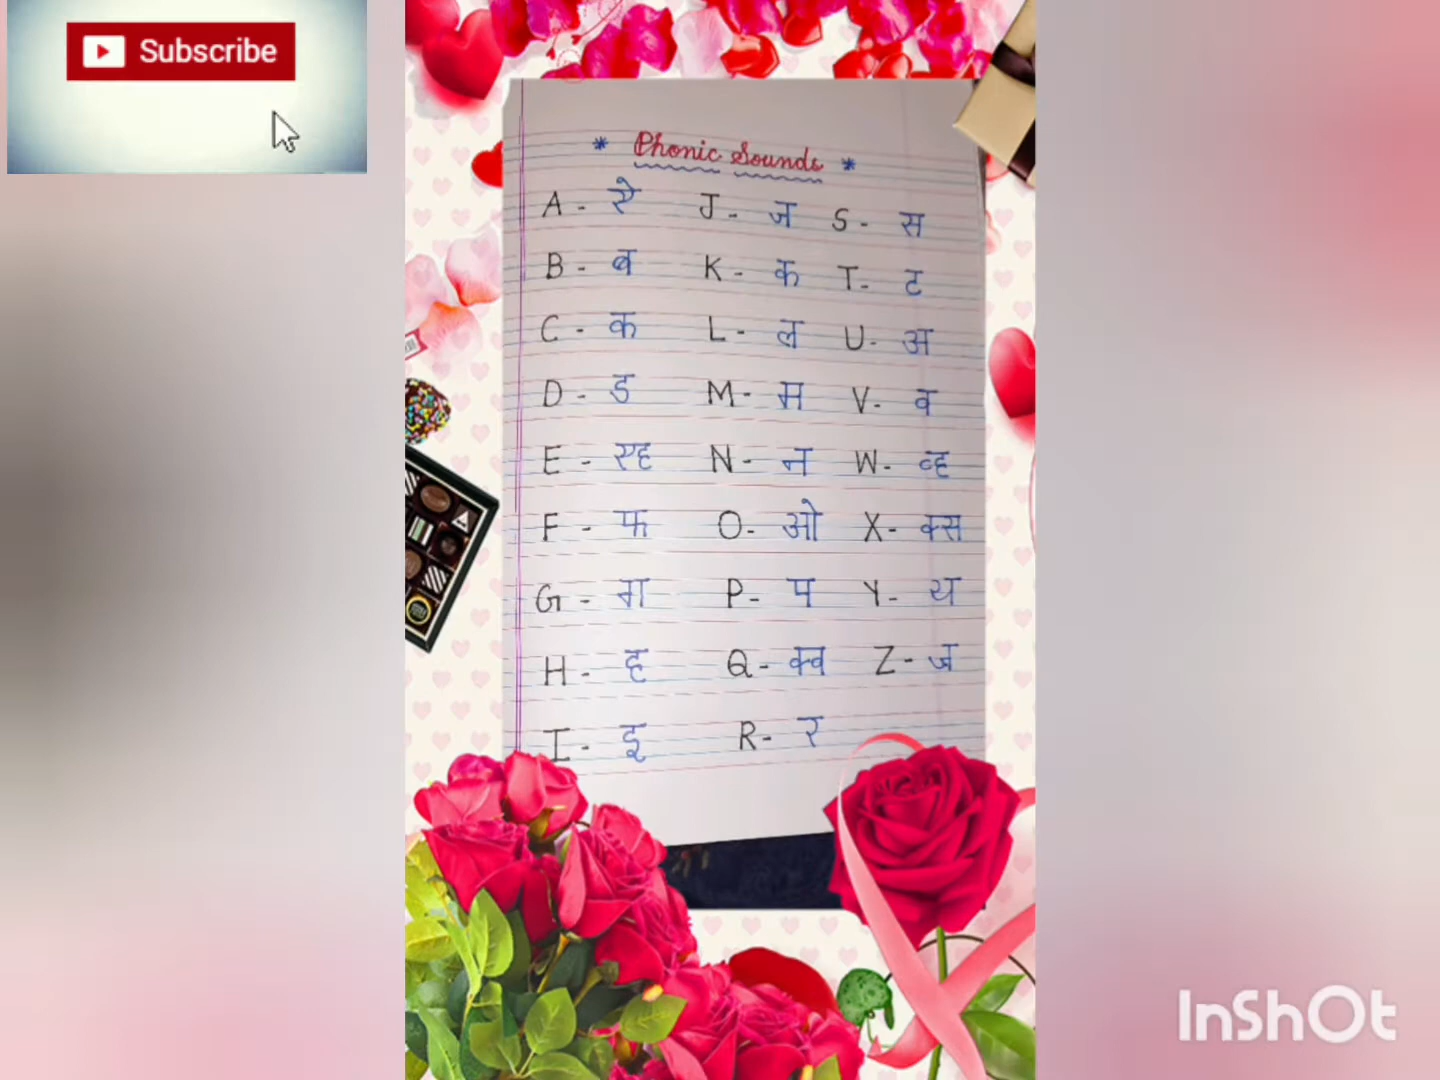 Subscribe
* Phonic Sounds *
A - ऐ J - ज S - स
B - ब K - क T - ट
C - क L - ल U - अ
D - ड M - म V - व
E - एह N - न W - व्ह
F - फ O - ओ X - क्स
G - ग P - प Y - य
H - ह Q - क्व Z - ज
I - इ R - र
InShOt